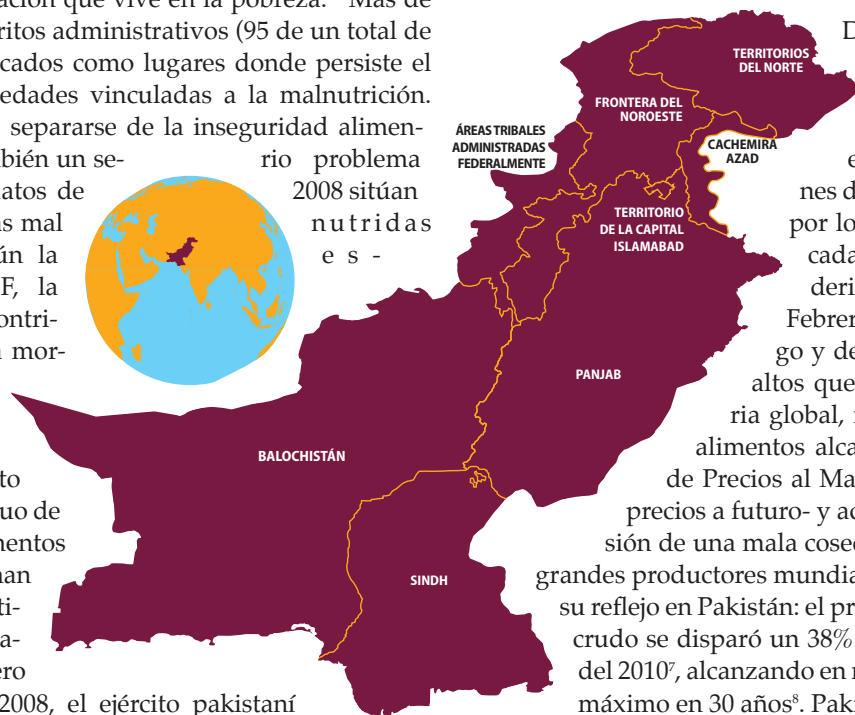 ación que vive en la pobreza.
Más de
ritos administrativos (95 de un total de
cados como lugares donde persiste el
edades vinculadas a la malnutrición.
separarse de la inseguridad alimen-
bién un se- rio problema
atos de 2008 sitúan
as mal nutridas
ún la es-
F, la
ontri-
mor-
to
uo de
mentos
nan
ti-
a-
ero
2008, el ejército pakistaní
TERRITORIOS
DEL NORTE
FRONTERA DEL
NOROESTE
ÁREAS TRIBALES
ADMINISTRADAS
FEDERALMENTE
CACHEMIRA
AZAD
TERRITORIO
DE LA CAPITAL
ISLAMABAD
PANJAB
BALOCHISTÁN
SINDH
D
e
nes d
por lo
cada
deri
Febrer
go y de
altos que
ria global,
alimentos alca
de Precios al Ma
precios a futuro- y ac
sión de una mala cosec
grandes productores mundia
su reflejo en Pakistán: el pr
crudo se disparó un 38%
del 2010⁷, alcanzando en
máximo en 30 años⁸. Paki